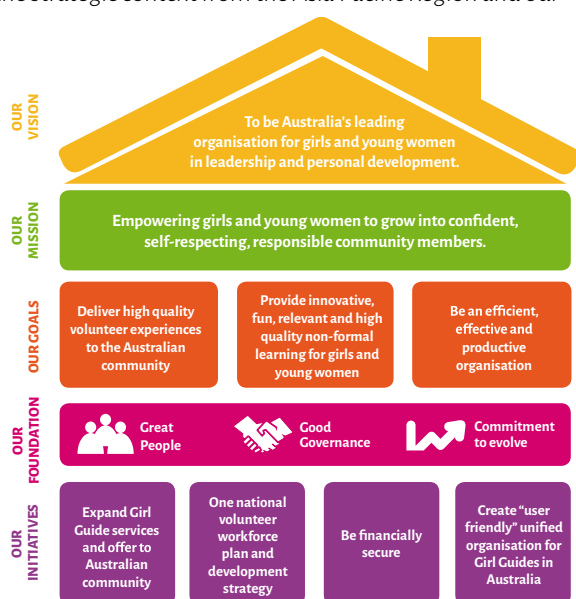 OUR
VISION
To be Australia's leading
organisation for girls and young women
in leadership and personal development.
OUR
MISSION
Empowering girls and young women to grow into confident,
self-respecting, responsible community members.
OUR GOALS
Deliver high quality
volunteer experiences
to the Australian
community
Provide innovative,
fun, relevant and high
quality non-formal
learning for girls and
young women
Be an efficient,
effective and
productive
organisation
OUR
FOUNDATION
Great
People
Good
Governance
Commitment
to evolve
OUR
INITIATIVES
Expand Girl
Guide services
and offer to
Australian
community
One national
volunteer
workforce
plan and
development
strategy
Be financially
secure
Create “user
friendly” unified
organisation for
Girl Guides in
Australia